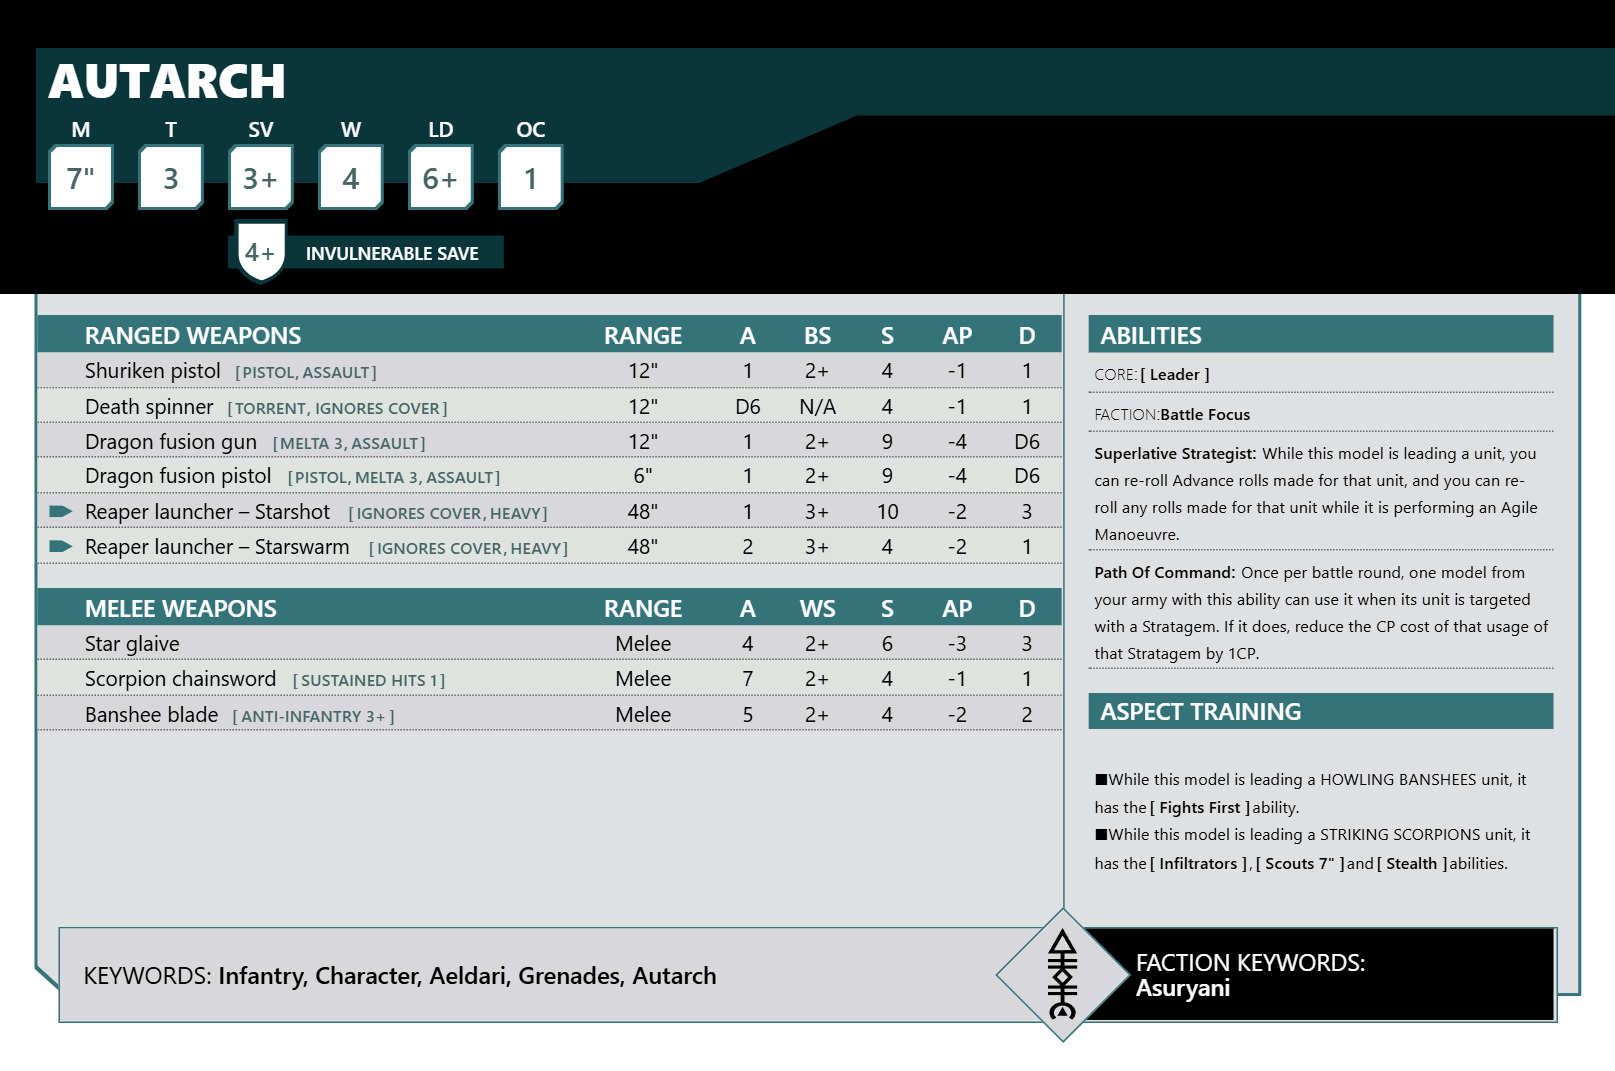 AUTARCH
M T SV W LD OC
7" 3 3+ 4 6+ 1
4+ INVULNERABLE SAVE
RANGED WEAPONS RANGE A BS S AP D
Shuriken pistol [PISTOL, ASSAULT] 12" 1 2+ 4 -1 1
Death spinner [TORRENT, IGNORES COVER] 12" D6 N/A 4 -1 1
Dragon fusion gun [MELTA 3, ASSAULT] 12" 1 2+ 9 -4 D6
Dragon fusion pistol [PISTOL, MELTA 3, ASSAULT] 6" 1 2+ 9 -4 D6
Reaper launcher – Starshot [IGNORES COVER, HEAVY] 48" 1 3+ 10 -2 3
Reaper launcher – Starswarm [IGNORES COVER, HEAVY] 48" 2 3+ 4 -2 1
MELEE WEAPONS RANGE A WS S AP D
Star glaive Melee 4 2+ 6 -3 3
Scorpion chainsword [SUSTAINED HITS 1] Melee 7 2+ 4 -1 1
Banshee blade [ANTI-INFANTRY 3+] Melee 5 2+ 4 -2 2
ABILITIES
CORE: [ Leader ]
FACTION: Battle Focus
Superlative Strategist: While this model is leading a unit, you
can re-roll Advance rolls made for that unit, and you can re-
roll any rolls made for that unit while it is performing an Agile
Manoeuvre.
Path Of Command: Once per battle round, one model from
your army with this ability can use it when its unit is targeted
with a Stratagem. If it does, reduce the CP cost of that usage of
that Stratagem by 1CP.
ASPECT TRAINING
■While this model is leading a HOWLING BANSHEES unit, it
has the [ Fights First ] ability.
■While this model is leading a STRIKING SCORPIONS unit, it
has the [ Infiltrators ], [ Scouts 7" ] and [ Stealth ] abilities.
KEYWORDS: Infantry, Character, Aeldari, Grenades, Autarch
FACTION KEYWORDS:
Asuryani